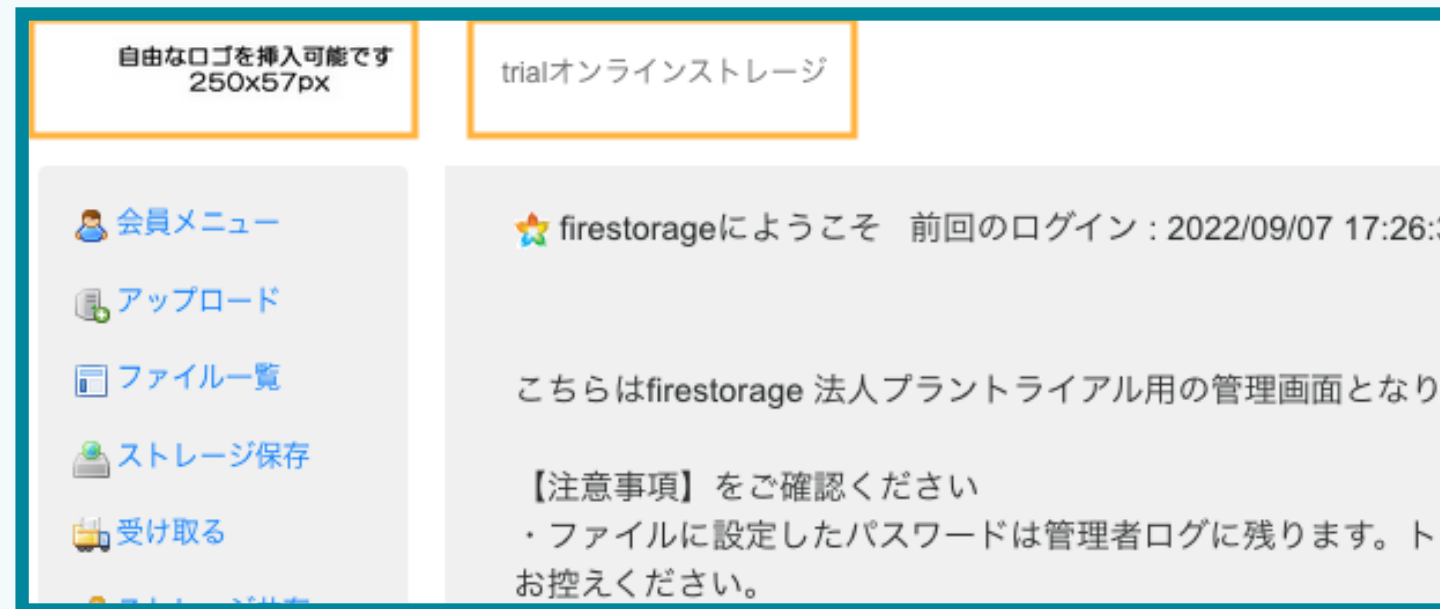 自由なロゴを挿入可能です
250x57px
trialオンラインストレージ
会員メニュー
アップロード
ファイル一覧
ストレージ保存
受け取る
firestorageにようこそ 前回のログイン : 2022/09/07 17:26:
こちらはfirestorage 法人プラントライアル用の管理画面となり
【注意事項】をご確認ください
・ファイルに設定したパスワードは管理者ログに残ります。ト
お控えください。